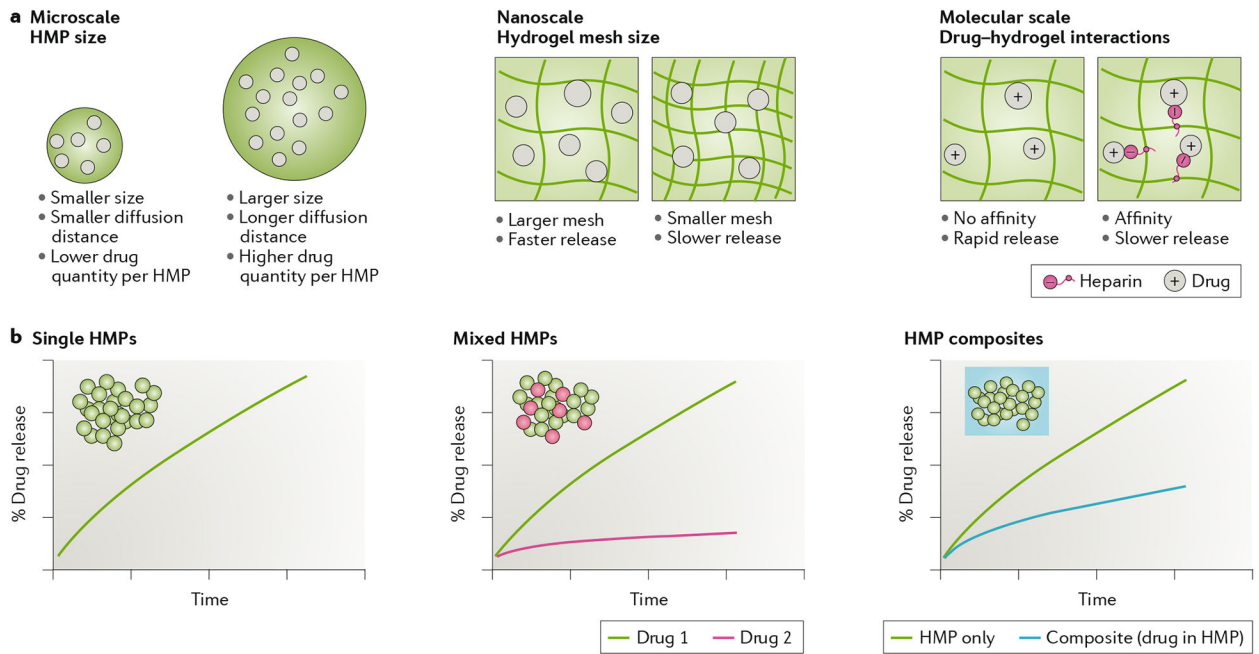 a Microscale
HMP size
• Smaller size
• Smaller diffusion
distance
• Lower drug
quantity per HMP
• Larger size
• Longer diffusion
distance
• Higher drug
quantity per HMP
Nanoscale
Hydrogel mesh size
• Larger mesh
• Faster release
• Smaller mesh
• Slower release
Molecular scale
Drug–hydrogel interactions
+
+
+
+
−
+
−
+
−
• No affinity
• Rapid release
• Affinity
• Slower release
− Heparin
+ Drug
b Single HMPs
% Drug release
Time
Mixed HMPs
% Drug release
Time
Drug 1
Drug 2
HMP composites
% Drug release
Time
HMP only
Composite (drug in HMP)